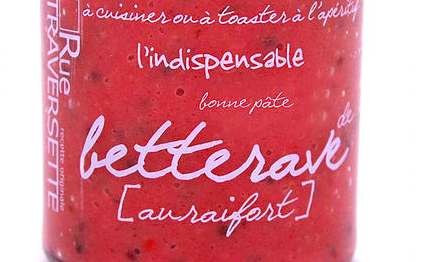 à cuisiner ou à toaster à l'apéritif
l'indispensable
bonne pâte
de
betterave
[au raifort]
Rue
TRAVERSETTE
recette originale